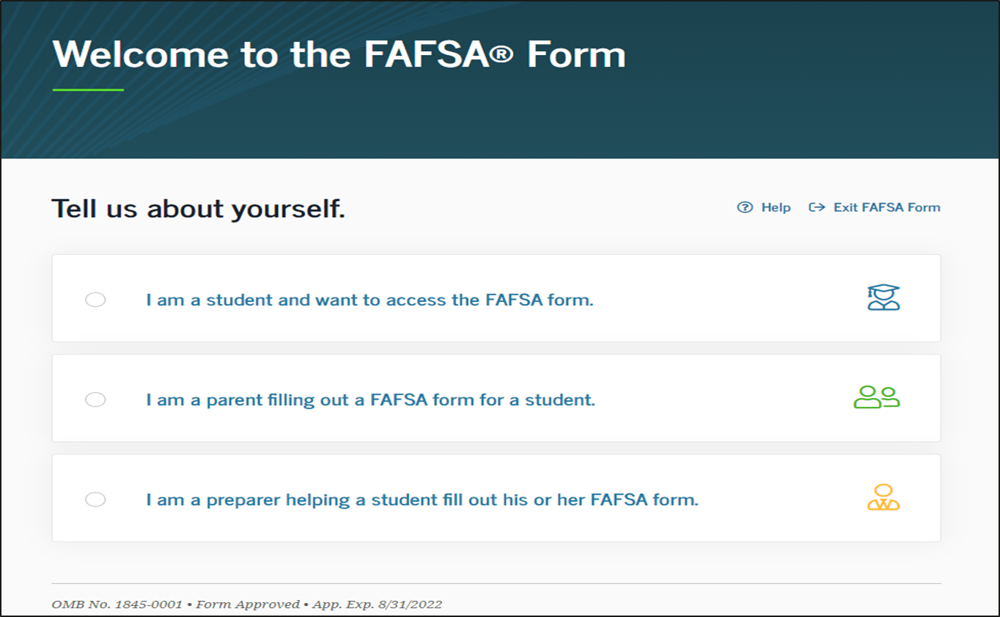 Welcome to the FAFSA® Form
Tell us about yourself.
Help
Exit FAFSA Form
I am a student and want to access the FAFSA form.
I am a parent filling out a FAFSA form for a student.
I am a preparer helping a student fill out his or her FAFSA form.
OMB No. 1845-0001 • Form Approved • App. Exp. 8/31/2022